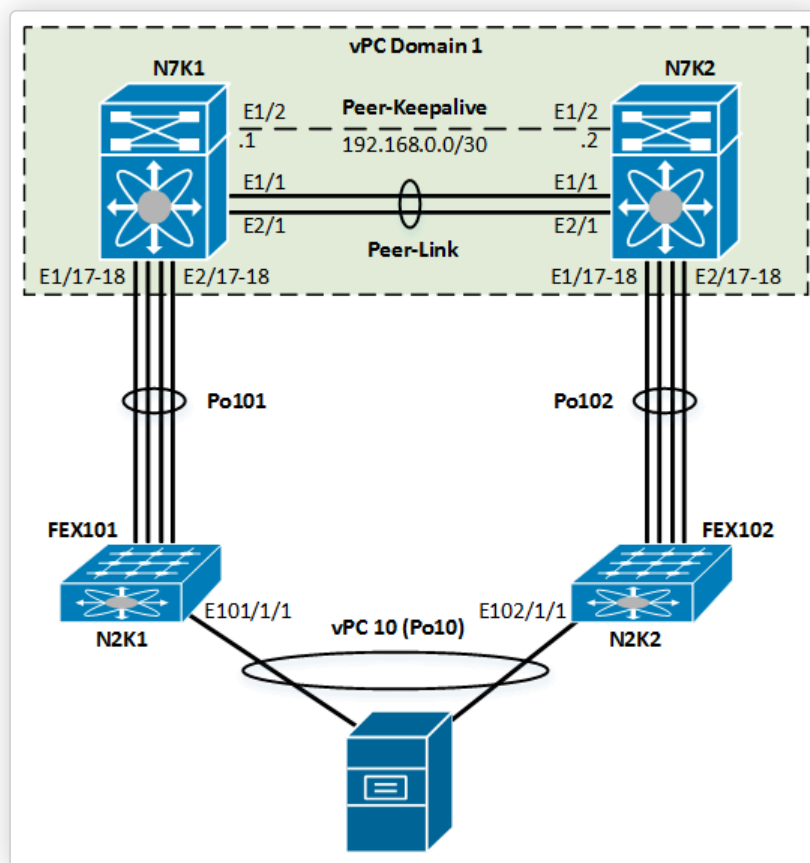 vPC Domain 1
N7K1
N7K2
E1/2
Peer-Keepalive
E1/2
.1
192.168.0.0/30
.2
E1/1
E1/1
E2/1
E2/1
Peer-Link
E1/17-18
E2/17-18
E1/17-18
E2/17-18
Po101
Po102
FEX101
FEX102
E101/1/1
E102/1/1
vPC 10 (Po10)
N2K1
N2K2